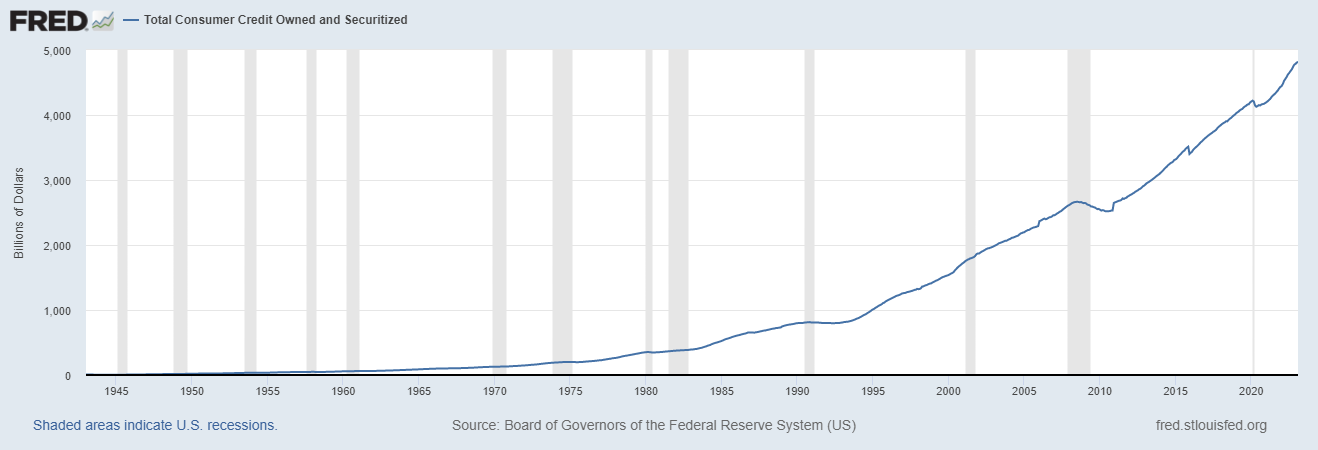 FRED
Total Consumer Credit Owned and Securitized
5,000
4,000
3,000
2,000
1,000
0
Billions of Dollars
1945 1950 1955 1960 1965 1970 1975 1980 1985 1990 1995 2000 2005 2010 2015 2020
Shaded areas indicate U.S. recessions.
Source: Board of Governors of the Federal Reserve System (US)
fred.stlouisfed.org